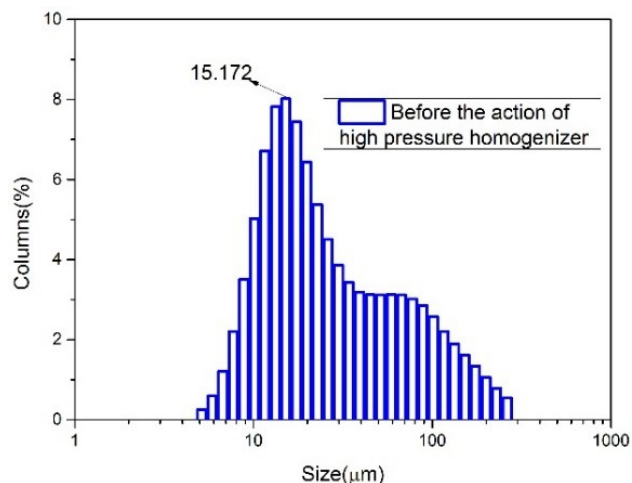 10
15.172
8
Before the action of
high pressure homogenizer
6
Columns(%)
4
2
0
1
10
100
1000
Size(μm)